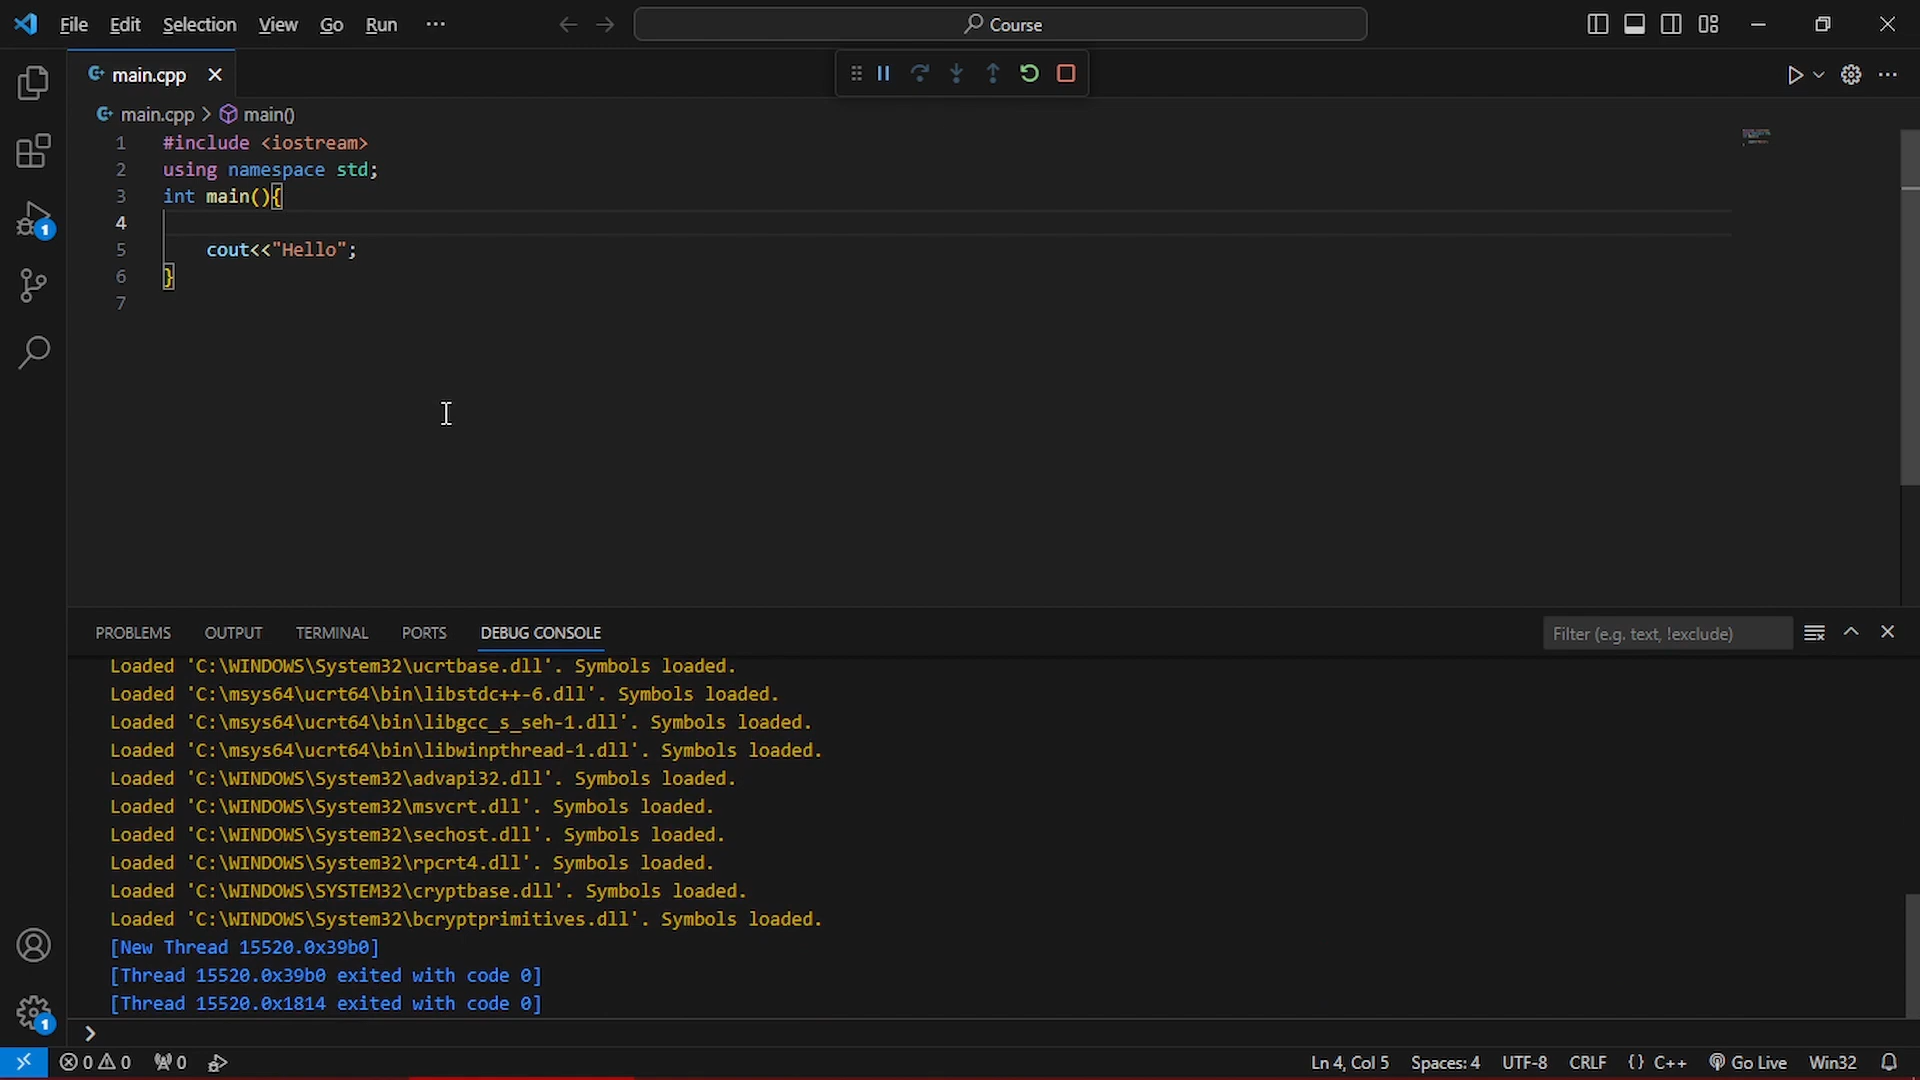 File Edit Selection View Go Run ··· Course
main.cpp
main.cpp > main()
1 #include <iostream>
2 using namespace std;
3 int main(){
4
5 cout<<"Hello";
6 }
7
1
PROBLEMS OUTPUT TERMINAL PORTS DEBUG CONSOLE Filter (e.g. text, !exclude)
Loaded 'C:\WINDOWS\System32\ucrtbase.dll'. Symbols loaded.
Loaded 'C:\msys64\ucrt64\bin\libstdc++-6.dll'. Symbols loaded.
Loaded 'C:\msys64\ucrt64\bin\libgcc_s_seh-1.dll'. Symbols loaded.
Loaded 'C:\msys64\ucrt64\bin\libwinpthread-1.dll'. Symbols loaded.
Loaded 'C:\WINDOWS\System32\advapi32.dll'. Symbols loaded.
Loaded 'C:\WINDOWS\System32\msvcrt.dll'. Symbols loaded.
Loaded 'C:\WINDOWS\System32\sechost.dll'. Symbols loaded.
Loaded 'C:\WINDOWS\System32\rpcrt4.dll'. Symbols loaded.
Loaded 'C:\WINDOWS\SYSTEM32\cryptbase.dll'. Symbols loaded.
Loaded 'C:\WINDOWS\System32\bcryptprimitives.dll'. Symbols loaded.
[New Thread 15520.0x39b0]
[Thread 15520.0x39b0 exited with code 0]
[Thread 15520.0x1814 exited with code 0]
1
>
0 0 0 Ln 4, Col 5 Spaces: 4 UTF-8 CRLF {} C++ Go Live Win32